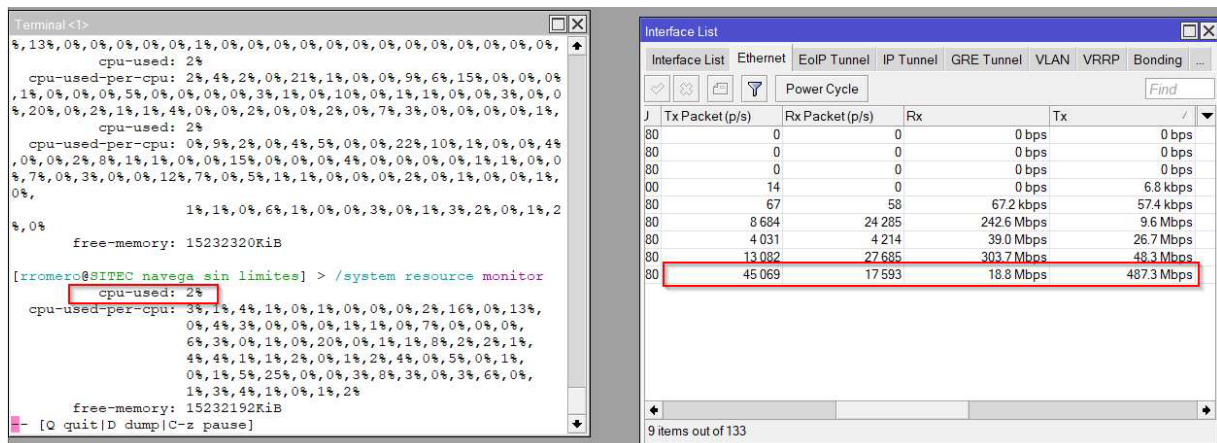 Terminal <1>
%,13%,0%,0%,0%,0%,1%,0%,0%,0%,0%,0%,0%,0%,0%,0%,0%,0%,0%,0%,
cpu-used: 2%
cpu-used-per-cpu: 2%,4%,2%,0%,21%,1%,0%,0%,9%,6%,15%,0%,0%,0%
,1%,0%,0%,0%,5%,0%,0%,0%,0%,3%,1%,0%,10%,0%,1%,1%,0%,0%,3%,0%,0
%,20%,0%,2%,1%,1%,4%,0%,0%,2%,0%,0%,2%,0%,7%,3%,0%,0%,0%,0%,1%,
cpu-used: 2%
cpu-used-per-cpu: 0%,9%,2%,0%,4%,5%,0%,0%,22%,10%,1%,0%,0%,4%
,0%,0%,2%,8%,1%,1%,0%,0%,15%,0%,0%,0%,4%,0%,0%,0%,0%,1%,1%,0%,0
%,7%,0%,3%,0%,0%,12%,7%,0%,5%,1%,1%,0%,0%,0%,2%,0%,1%,0%,0%,1%,
0%,
1%,1%,0%,6%,1%,0%,0%,3%,0%,1%,3%,2%,0%,1%,2
%,0%
free-memory: 15232320KiB
[rromero@SITEC navega sin limites] > /system resource monitor
cpu-used: 2%
cpu-used-per-cpu: 3%,1%,4%,1%,0%,1%,0%,0%,0%,2%,16%,0%,13%,
0%,4%,3%,0%,0%,0%,1%,1%,0%,7%,0%,0%,0%,
6%,3%,0%,1%,0%,20%,0%,1%,1%,8%,2%,2%,1%,
4%,4%,1%,1%,2%,0%,1%,2%,4%,0%,5%,0%,1%,
0%,1%,5%,25%,0%,0%,3%,8%,3%,0%,3%,6%,0%,
1%,3%,4%,1%,0%,1%,2%
free-memory: 15232192KiB
-- [Q quit|D dump|C-z pause]
Interface List
Interface List Ethernet EoIP Tunnel IP Tunnel GRE Tunnel VLAN VRRP Bonding ...
Power Cycle Find
Tx Packet (p/s) Rx Packet (p/s) Rx Tx
80 0 0 0 bps 0 bps
80 0 0 0 bps 0 bps
80 0 0 0 bps 0 bps
00 14 0 0 bps 6.8 kbps
80 67 58 67.2 kbps 57.4 kbps
80 8 684 24 285 242.6 Mbps 9.6 Mbps
80 4 031 4 214 39.0 Mbps 26.7 Mbps
80 13 082 27 685 303.7 Mbps 48.3 Mbps
80 45 069 17 593 18.8 Mbps 487.3 Mbps
9 items out of 133